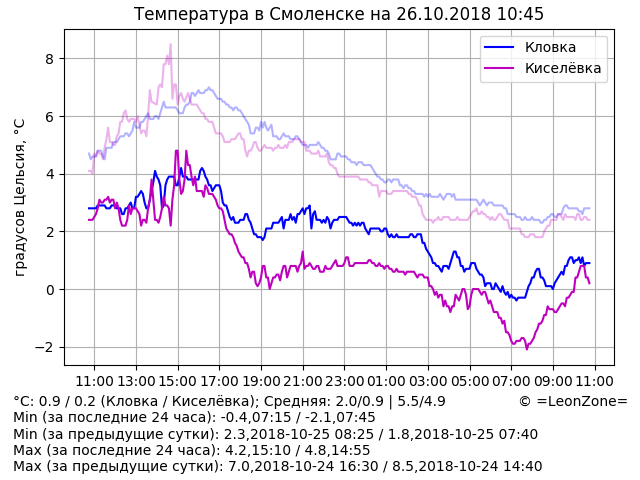 Температура в Смоленске на 26.10.2018 10:45
Кловка
Киселёвка
градусов Цельсия, °C
8
6
4
2
0
−2
11:00 13:00 15:00 17:00 19:00 21:00 23:00 01:00 03:00 05:00 07:00 09:00 11:00
°C: 0.9 / 0.2 (Кловка / Киселёвка); Средняя: 2.0/0.9 | 5.5/4.9 © =LeonZone=
Min (за последние 24 часа): -0.4,07:15 / -2.1,07:45
Min (за предыдущие сутки): 2.3,2018-10-25 08:25 / 1.8,2018-10-25 07:40
Max (за последние 24 часа): 4.2,15:10 / 4.8,14:55
Max (за предыдущие сутки): 7.0,2018-10-24 16:30 / 8.5,2018-10-24 14:40